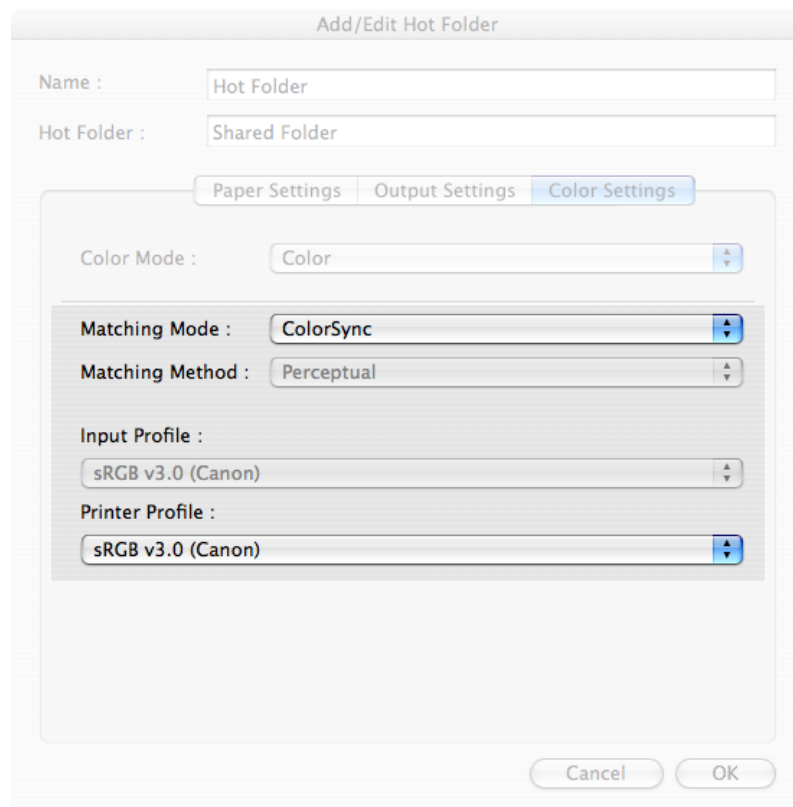 Add/Edit Hot Folder
Name : Hot Folder
Hot Folder : Shared Folder
Paper Settings Output Settings Color Settings
Color Mode : Color
Matching Mode : ColorSync
Matching Method : Perceptual
Input Profile :
sRGB v3.0 (Canon)
Printer Profile :
sRGB v3.0 (Canon)
Cancel OK